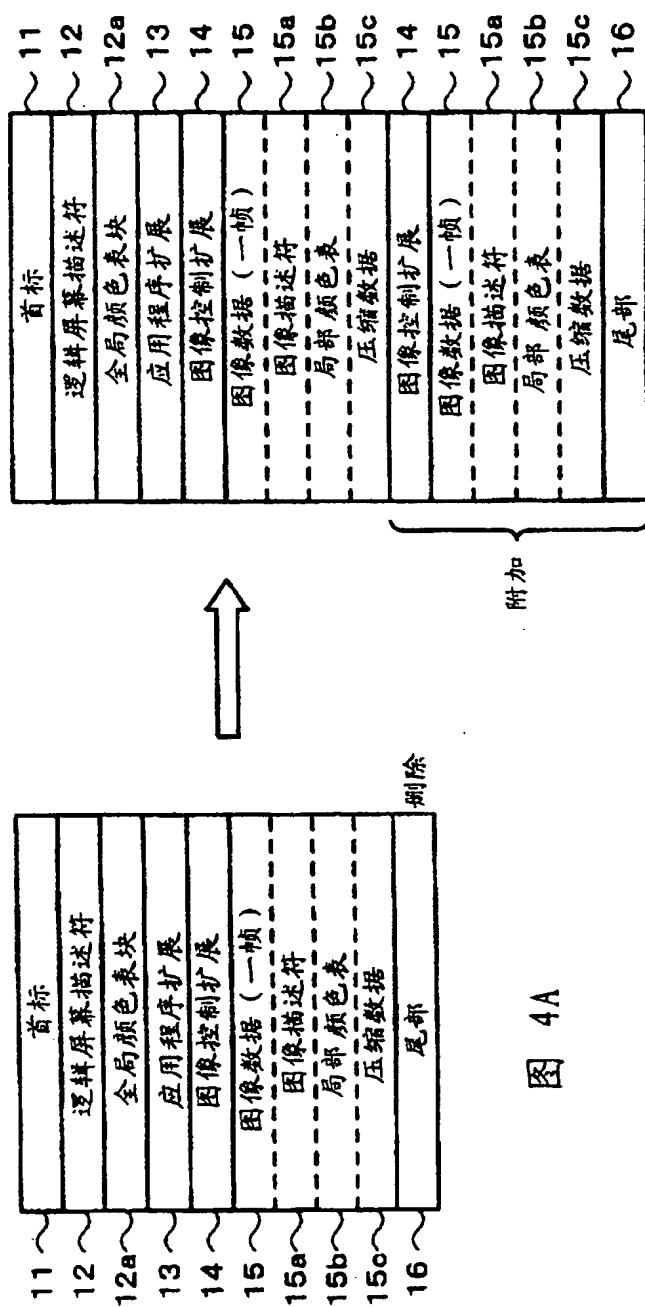 11 首标
12 逻辑屏幕描述符
12a 全局颜色表块
13 应用程序扩展
14 图像控制扩展
15 图像数据（一帧）
15a 图像描述符
15b 局部颜色表
15c 压缩数据
16 尾部 删除
图 4A
首标 11
逻辑屏幕描述符 12
全局颜色表块 12a
应用程序扩展 13
图像控制扩展 14
图像数据（一帧） 15
图像描述符 15a
局部颜色表 15b
压缩数据 15c
图像控制扩展 14
图像数据（一帧） 15
图像描述符 15a
局部颜色表 15b
压缩数据 15c
尾部 16
附加